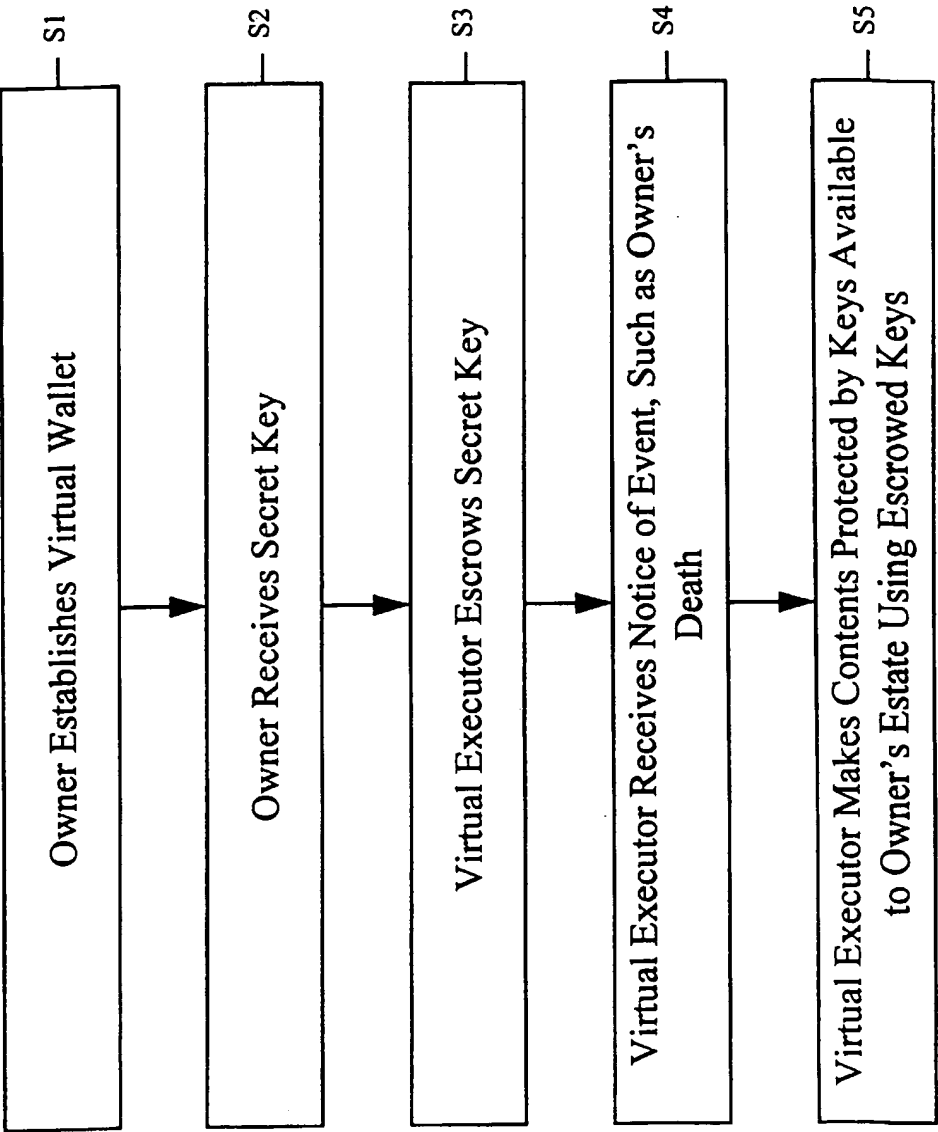 Owner Establishes Virtual Wallet
S1
Owner Receives Secret Key
S2
Virtual Executor Escrows Secret Key
S3
Virtual Executor Receives Notice of Event, Such as Owner's
Death
S4
Virtual Executor Makes Contents Protected by Keys Available
to Owner's Estate Using Escrowed Keys
S5